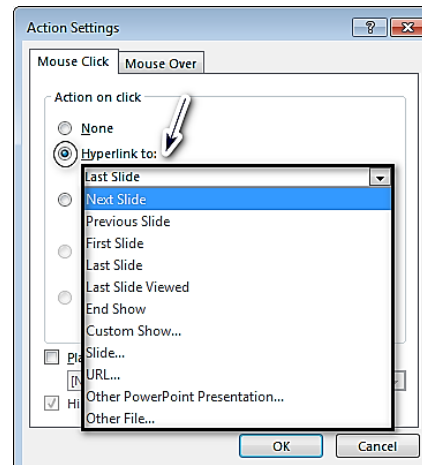 Action Settings
Mouse Click Mouse Over
Action on click
None
Hyperlink to:
Last Slide
Next Slide
Previous Slide
First Slide
Last Slide
Last Slide Viewed
End Show
Custom Show...
Slide...
URL...
Other PowerPoint Presentation...
Other File...
OK Cancel